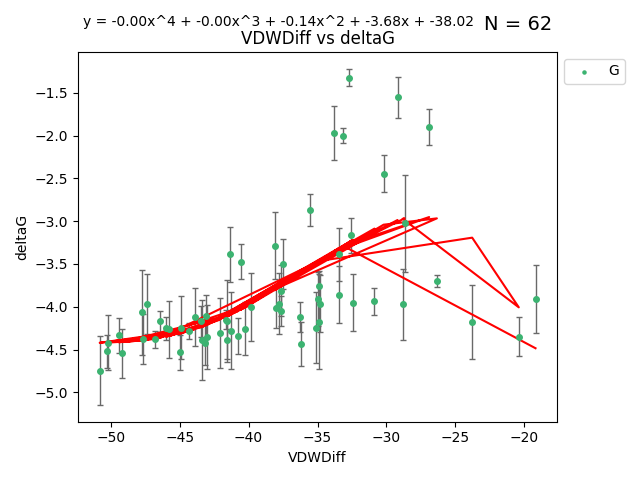 y = -0.00x^4 + -0.00x^3 + -0.14x^2 + -3.68x + -38.02 N = 62
VDWDiff vs deltaG
G
−1.5
−2.0
−2.5
−3.0
−3.5
−4.0
−4.5
−5.0
deltaG
−50 −45 −40 −35 −30 −25 −20
VDWDiff